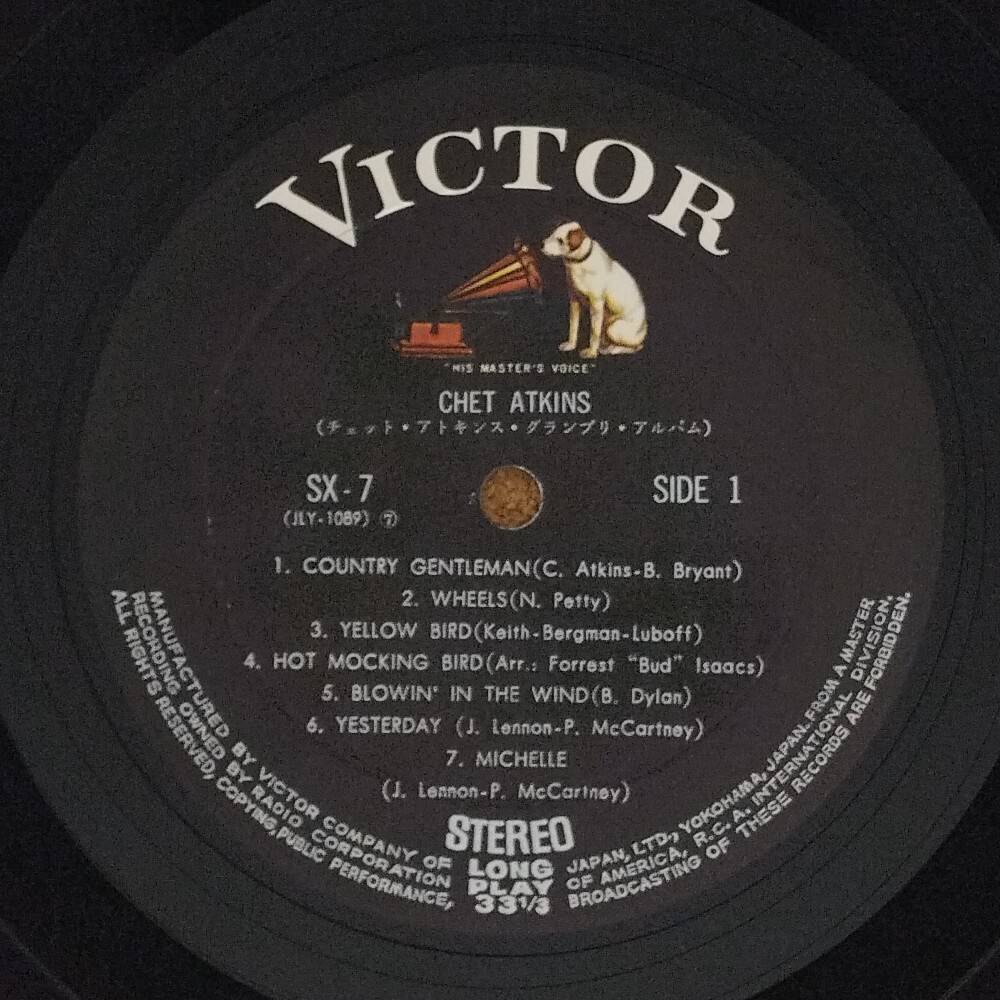 VICTOR
"HIS MASTER'S VOICE"
CHET ATKINS
(チェット・アトキンス・グランプリ・アルバム)
SX-7
SIDE 1
(JLY-1089) ⑦
1. COUNTRY GENTLEMAN(C. Atkins-B. Bryant)
2. WHEELS(N. Petty)
3. YELLOW BIRD(Keith-Bergman-Luboff)
4. HOT MOCKING BIRD(Arr.: Forrest "Bud" Isaacs)
5. BLOWIN' IN THE WIND(B. Dylan)
6. YESTERDAY (J. Lennon-P. McCartney)
7. MICHELLE
(J. Lennon-P. McCartney)
STEREO
LONG
PLAY
33 1/3
MANUFACTURED BY VICTOR COMPANY OF JAPAN, LTD., YOKOHAMA, JAPAN. FROM A MASTER
RECORDING OWNED BY RADIO CORPORATION OF AMERICA, R.C.A. INTERNATIONAL DIVISION.
ALL RIGHTS RESERVED, COPYING, PUBLIC PERFORMANCE, BROADCASTING OF THESE RECORDS ARE FORBIDDEN.